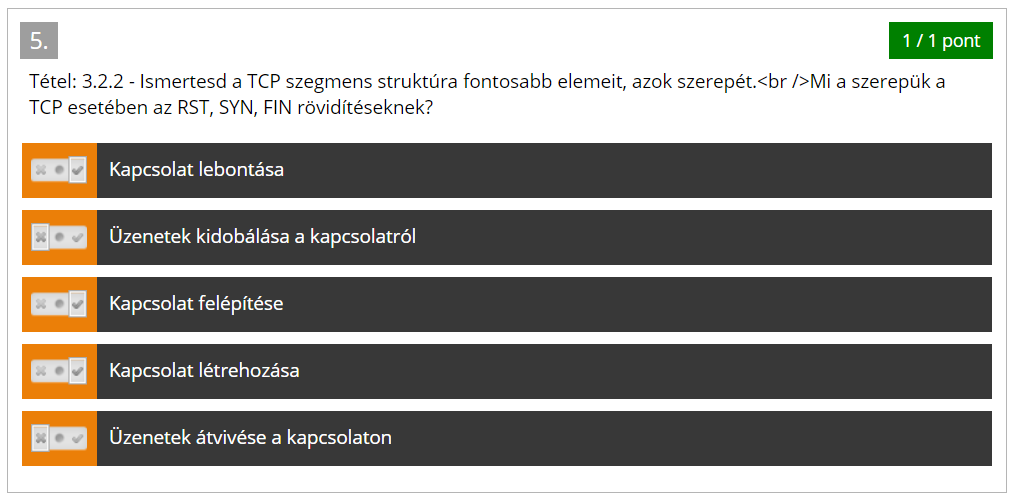 5.
1 / 1 pont
Tétel: 3.2.2 - Ismertesd a TCP szegmens struktúra fontosabb elemeit, azok szerepét.<br />Mi a szerepük a
TCP esetében az RST, SYN, FIN rövidítéseknek?
Kapcsolat lebontása
Üzenetek kidobálása a kapcsolatról
Kapcsolat felépítése
Kapcsolat létrehozása
Üzenetek átvivése a kapcsolaton